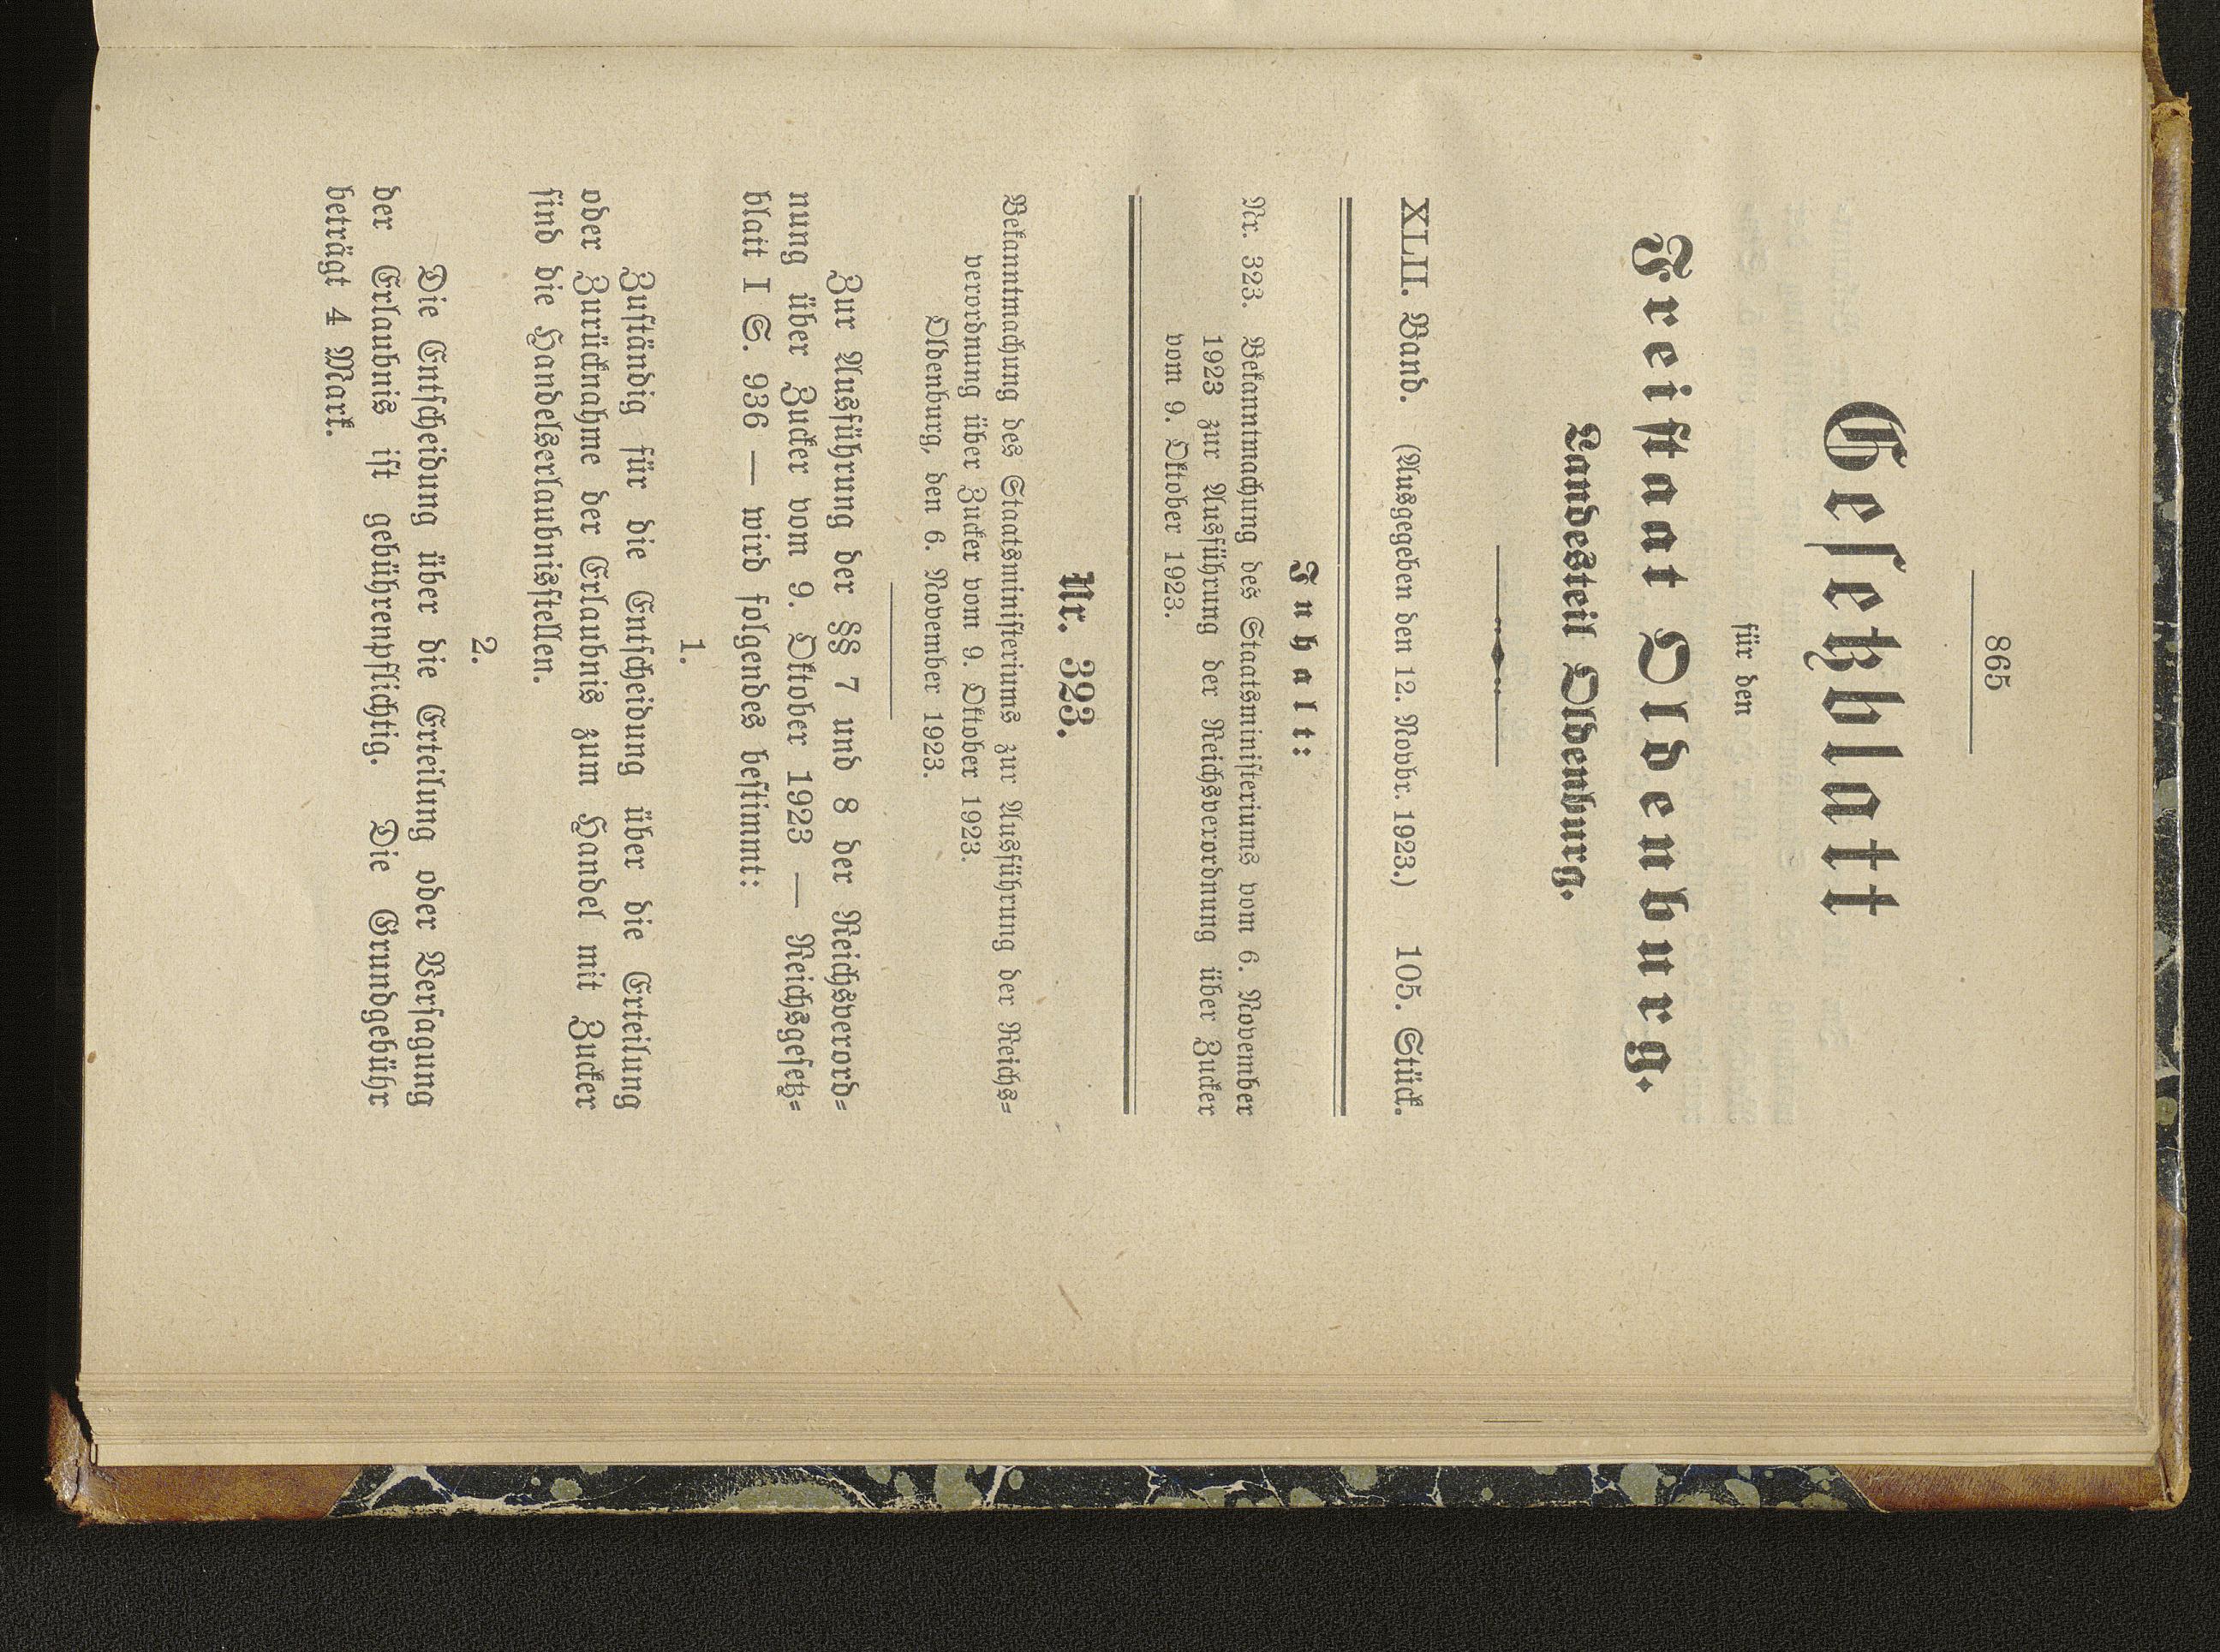 865
Gesetzblatt
für den
Freistaat Oldenburg.
Landesteil Oldenburg.
XLII. Band. (Ausgegeben den 12. Novbr. 1923.) 105. Stück.
Inhalt:
Nr. 323. Bekanntmachung des Staatsministeriums vom 6. November
1923 zur Ausführung der Reichsverordnung über Zucker
vom 9. Oktober 1923.
Nr. 323.
Bekanntmachung des Staatsministeriums zur Ausführung der Reichs-
verordnung über Zucker vom 9. Oktober 1923.
Oldenburg, den 6. November 1923.
Zur Ausführung der §§ 7 und 8 der Reichsverord-
nung über Zucker vom 9. Oktober 1923 — Reichsgesetz-
blatt I S. 936 — wird folgendes bestimmt:
1.
Zuständig für die Entscheidung über die Erteilung
oder Zurücknahme der Erlaubnis zum Handel mit Zucker
sind die Handelserlaubnisstellen.
2.
Die Entscheidung über die Erteilung oder Versagung
der Erlaubnis ist gebührenpflichtig. Die Grundgebühr
beträgt 4 Mark.